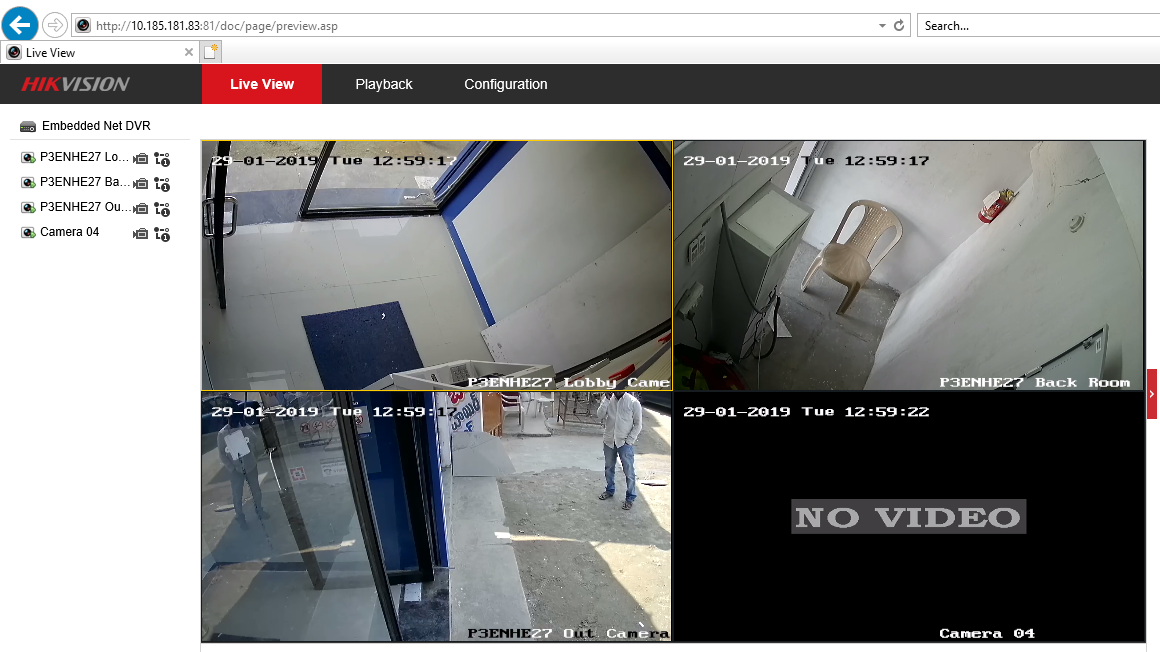 http://10.185.181.83:81/doc/page/preview.asp
Search...
Live View
HIKVISION
Live View
Playback
Configuration
Embedded Net DVR
P3ENHE27 Lo...
P3ENHE27 Ba...
P3ENHE27 Ou...
Camera 04
29-01-2019 Tue 12:59:17
P3ENHE27 Lobby Came
29-01-2019 Tue 12:59:17
P3ENHE27 Back Room
29-01-2019 Tue 12:59:17
P3ENHE27 Out Camera
29-01-2019 Tue 12:59:22
NO VIDEO
Camera 04